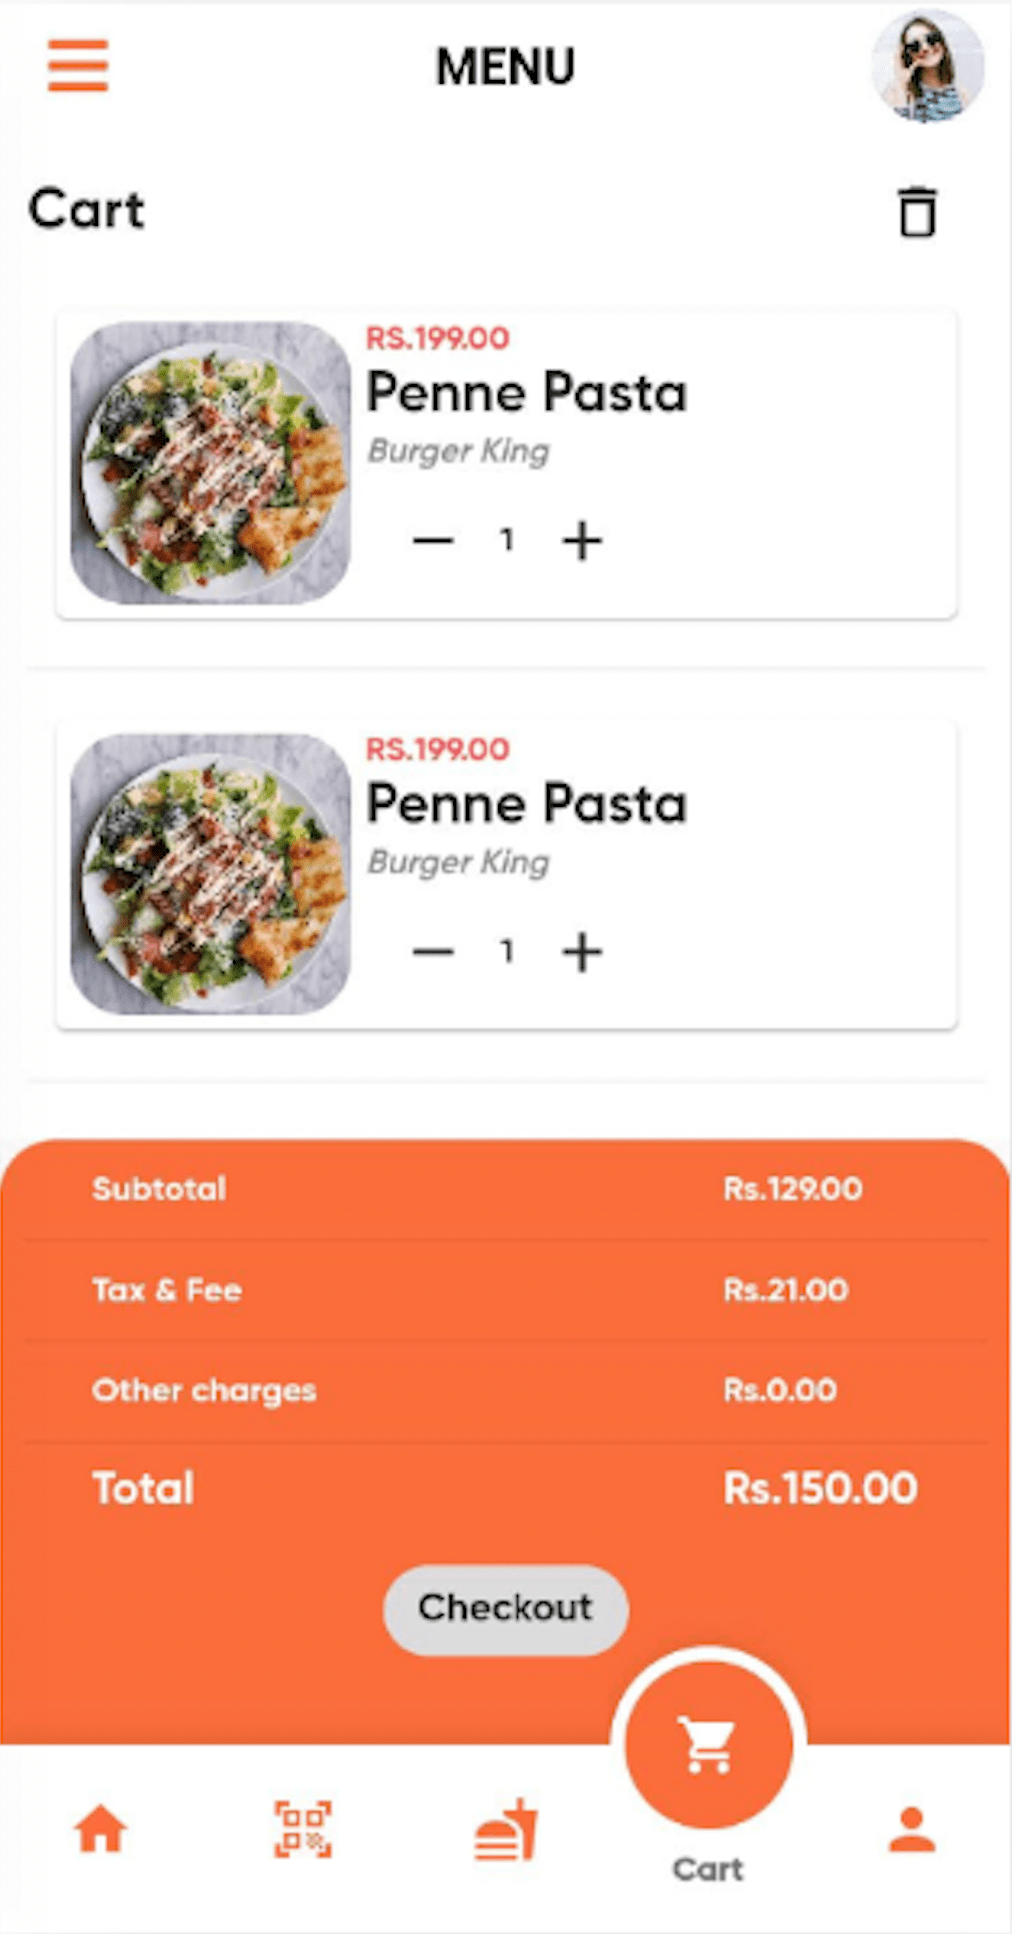 MENU
Cart
RS.199.00
Penne Pasta
Burger King
1
RS.199.00
Penne Pasta
Burger King
1
Subtotal Rs.129.00
Tax & Fee Rs.21.00
Other charges Rs.0.00
Total Rs.150.00
Checkout
Cart